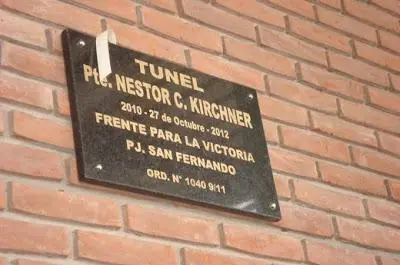 TUNEL
Pte. NESTOR C. KIRCHNER
2010 - 27 de Octubre - 2012
FRENTE PARA LA VICTORIA
PJ. SAN FERNANDO
ORD. N° 1040 9/11